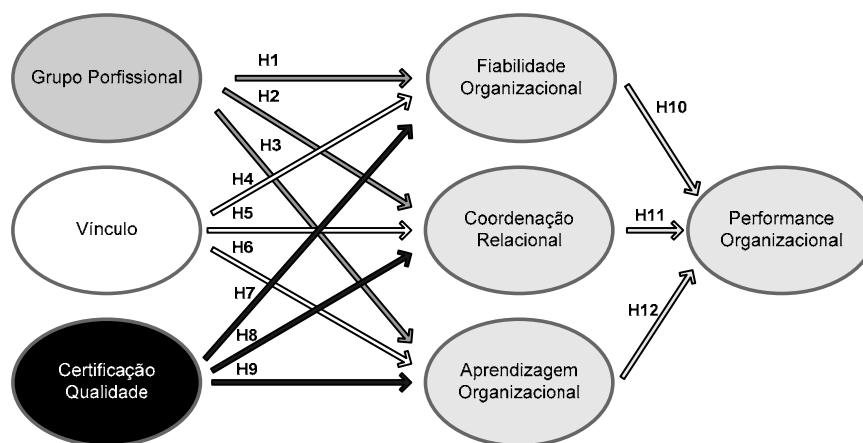 Grupo Porfissional
Vínculo
Certificação
Qualidade
H1
H2
H3
H4
H5
H6
H7
H8
H9
Fiabilidade
Organizacional
Coordenação
Relacional
Aprendizagem
Organizacional
H10
H11
H12
Performance
Organizacional